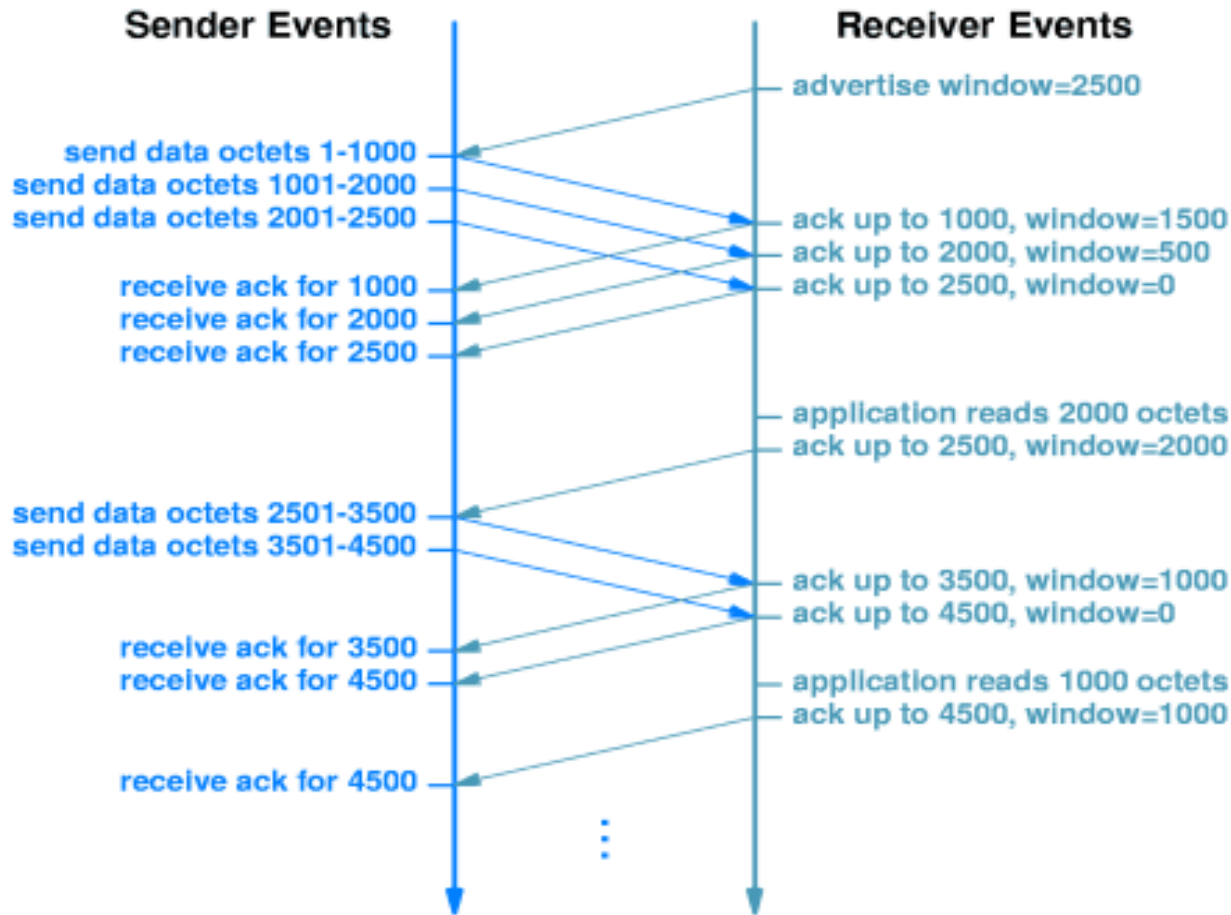 Sender Events
Receiver Events
advertise window=2500
send data octets 1-1000
send data octets 1001-2000
send data octets 2001-2500
ack up to 1000, window=1500
ack up to 2000, window=500
ack up to 2500, window=0
receive ack for 1000
receive ack for 2000
receive ack for 2500
application reads 2000 octets
ack up to 2500, window=2000
send data octets 2501-3500
send data octets 3501-4500
ack up to 3500, window=1000
ack up to 4500, window=0
receive ack for 3500
receive ack for 4500
application reads 1000 octets
ack up to 4500, window=1000
receive ack for 4500